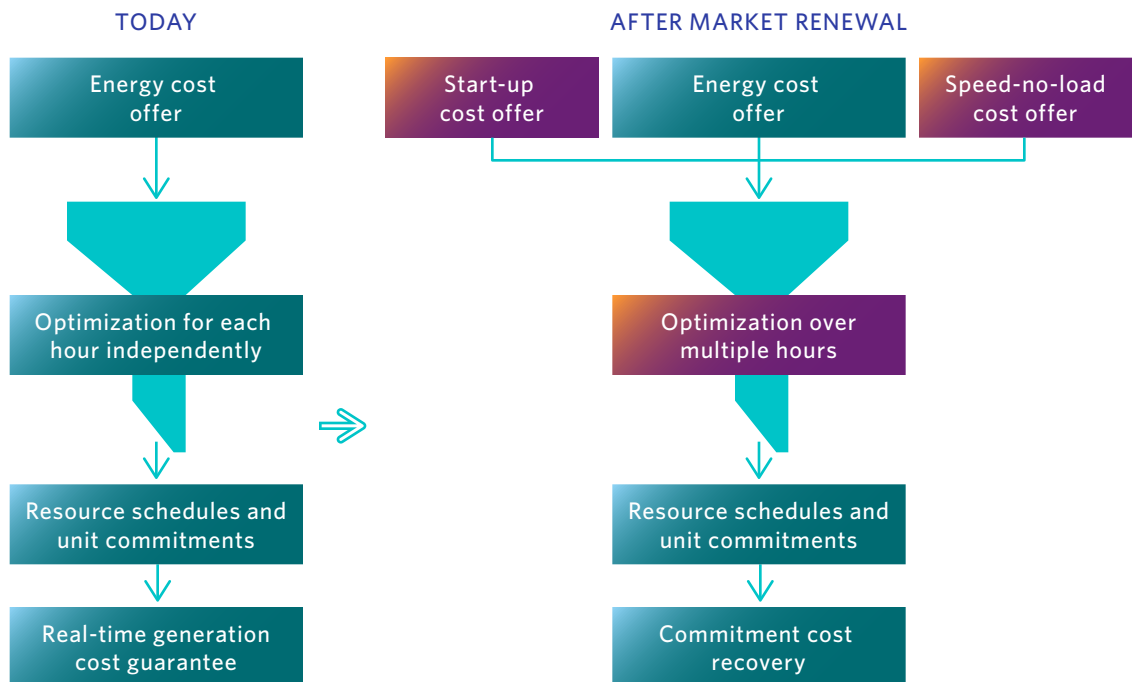 TODAY
Energy cost
offer
Optimization for each
hour independently
Resource schedules and
unit commitments
Real-time generation
cost guarantee
AFTER MARKET RENEWAL
Start-up
cost offer
Energy cost
offer
Speed-no-load
cost offer
Optimization over
multiple hours
Resource schedules and
unit commitments
Commitment cost
recovery